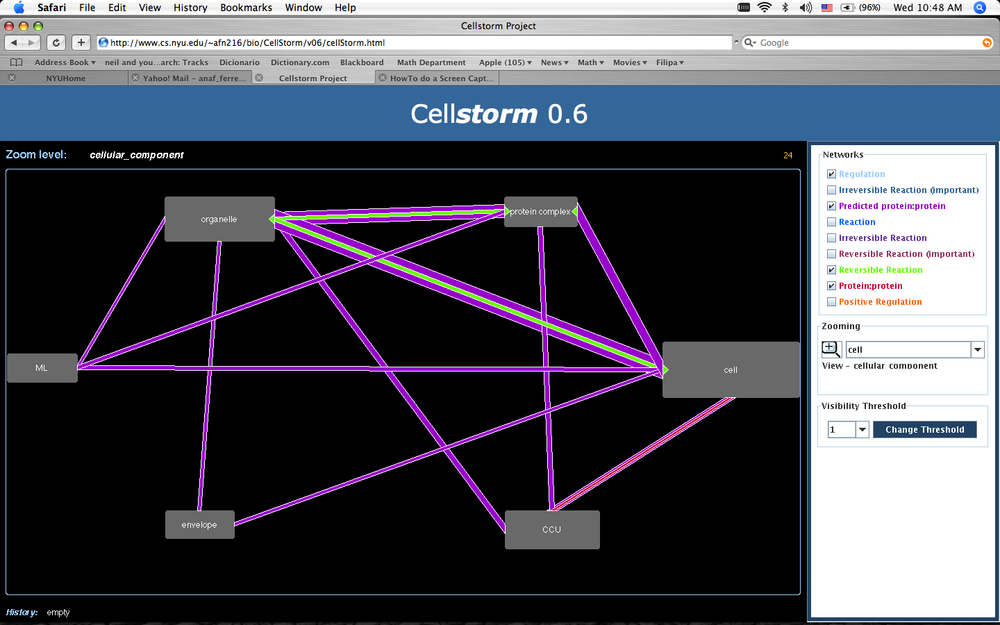 Safari File Edit View History Bookmarks Window Help (96%) Wed 10:48 AM
Cellstorm Project
http://www.cs.nyu.edu/~afn216/bio/CellStorm/v06/cellStorm.html Google
Address Book neil and you...arch: Tracks Dicionario Dictionary.com Blackboard Math Department Apple (105) News Math Movies Filipa
NYUHome Yahoo! Mail – anaf_ferre... Cellstorm Project HowTo do a Screen Capt...
Cellstorm 0.6
Zoom level: cellular_component 24
organelle
protein complex
ML
cell
envelope
CCU
History: empty
Networks
Regulation
Irreversible Reaction (important)
Predicted protein:protein
Reaction
Irreversible Reaction
Reversible Reaction (important)
Reversible Reaction
Protein:protein
Positive Regulation
Zooming
cell
View - cellular_component
Visibility Threshold
1 Change Threshold